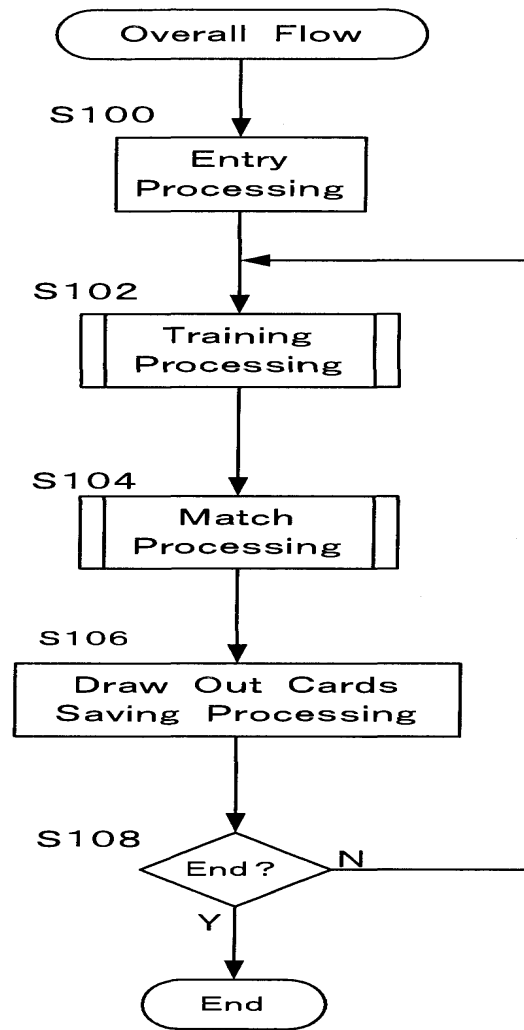 Overall Flow
S100
Entry
Processing
S102
Training
Processing
S104
Match
Processing
S106
Draw Out Cards
Saving Processing
S108
End?
N
Y
End